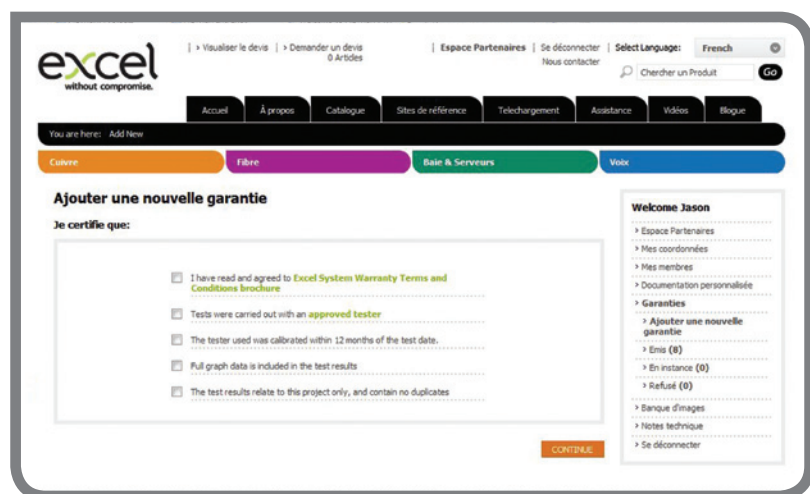 excel
without compromise.
| > Visualiser le devis | > Demander un devis
0 Articles
| Espace Partenaires | Se déconnecter
Nous contacter
| Select Language: French
Chercher un Produit Go
Accueil À propos Catalogue Sites de référence Telechargement Assistance Vidéos Blogue
You are here: Add New
Cuivre Fibre Baie & Serveurs Voix
Ajouter une nouvelle garantie
Je certifie que:
I have read and agreed to Excel System Warranty Terms and
Conditions brochure
Tests were carried out with an approved tester
The tester used was calibrated within 12 months of the test date.
Full graph data is included in the test results
The test results relate to this project only, and contain no duplicates
CONTINUE
Welcome Jason
> Espace Partenaires
> Mes coordonnées
> Mes membres
> Documentation personnalisée
> Garanties
> Ajouter une nouvelle
garantie
> Emis (8)
> En instance (0)
> Refusé (0)
> Banque d'images
> Notes technique
> Se déconnecter